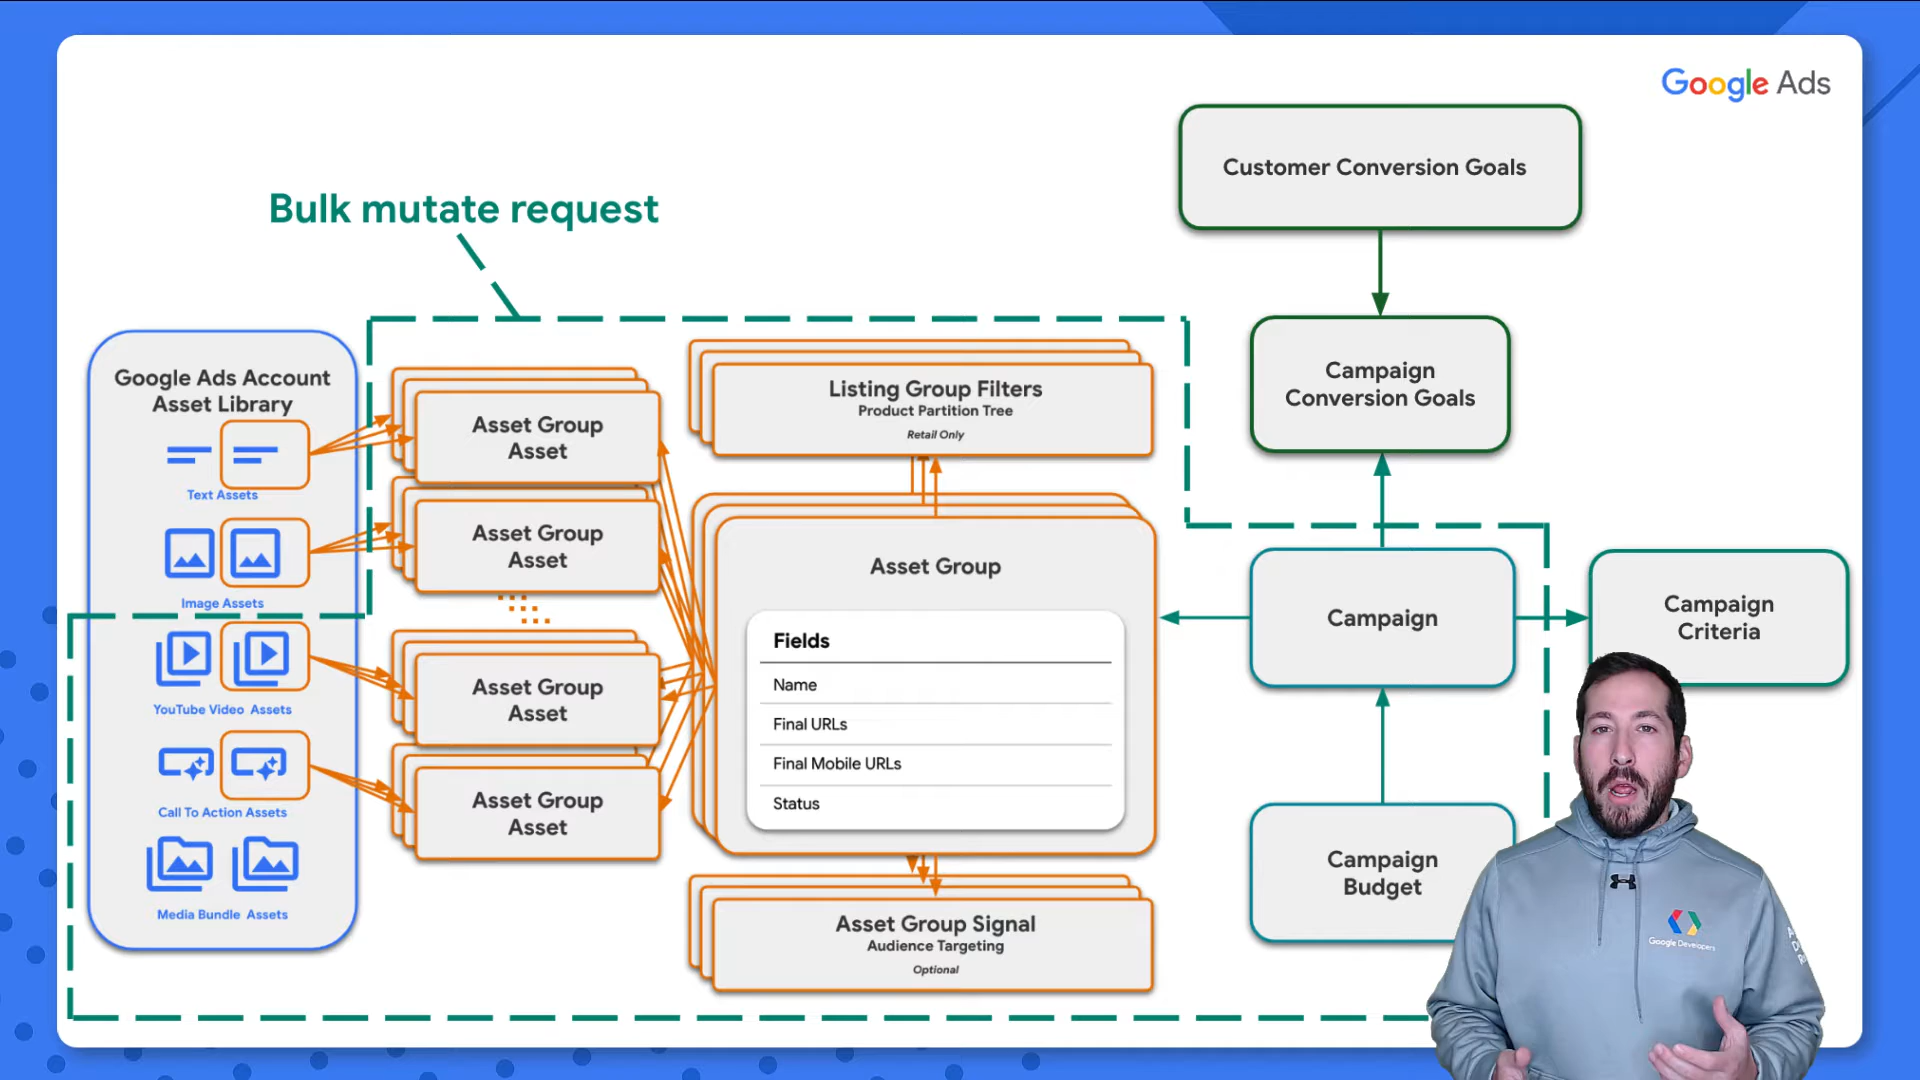 Google Ads
Customer Conversion Goals
Bulk mutate request
Campaign
Conversion Goals
Google Ads Account
Asset Library
Text Assets
Image Assets
YouTube Video Assets
Call To Action Assets
Media Bundle Assets
Asset Group
Asset
Asset Group
Asset
Asset Group
Asset
Asset Group
Asset
Listing Group Filters
Product Partition Tree
Retail Only
Asset Group
Fields
Name
Final URLs
Final Mobile URLs
Status
Asset Group Signal
Audience Targeting
Optional
Campaign
Campaign
Criteria
Campaign
Budget
Google Developers